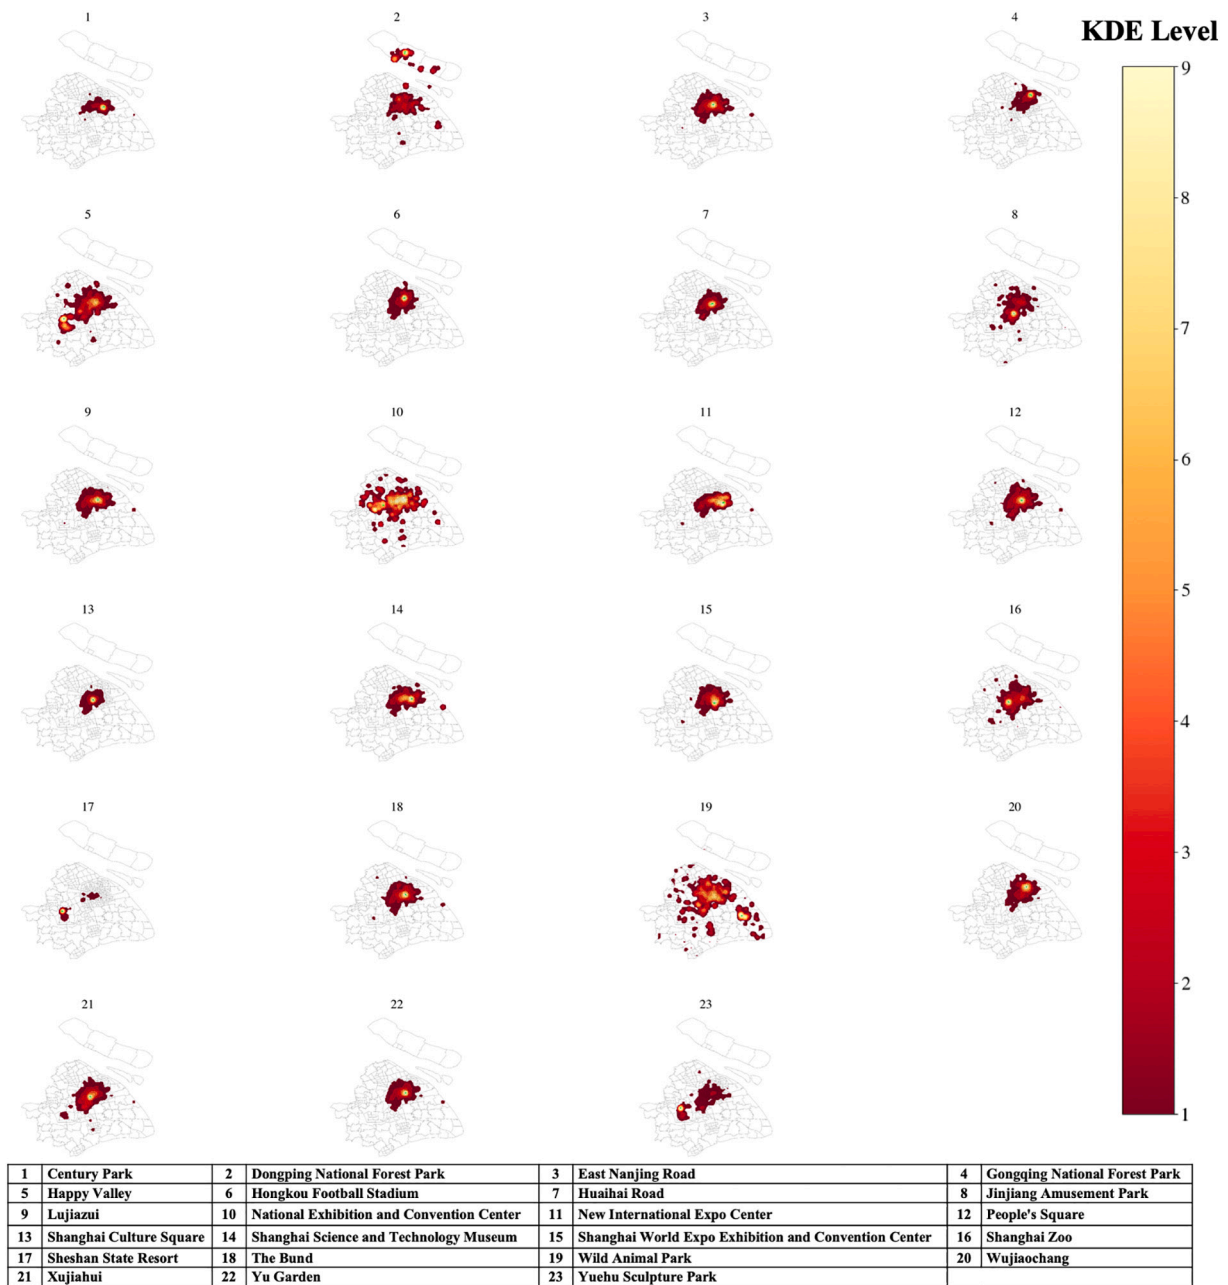 1 2 3 4
KDE Level
9
8
5 6 7 8
7
9 10 11 12
6
5
13 14 15 16
4
17 18 19 20
3
2
21 22 23
1
1 Century Park 2 Dongping National Forest Park 3 East Nanjing Road 4 Gongqing National Forest Park
5 Happy Valley 6 Hongkou Football Stadium 7 Huaihai Road 8 Jinjiang Amusement Park
9 Lujiazui 10 National Exhibition and Convention Center 11 New International Expo Center 12 People's Square
13 Shanghai Culture Square 14 Shanghai Science and Technology Museum 15 Shanghai World Expo Exhibition and Convention Center 16 Shanghai Zoo
17 Sheshan State Resort 18 The Bund 19 Wild Animal Park 20 Wujiaochang
21 Xujiahui 22 Yu Garden 23 Yuehu Sculpture Park